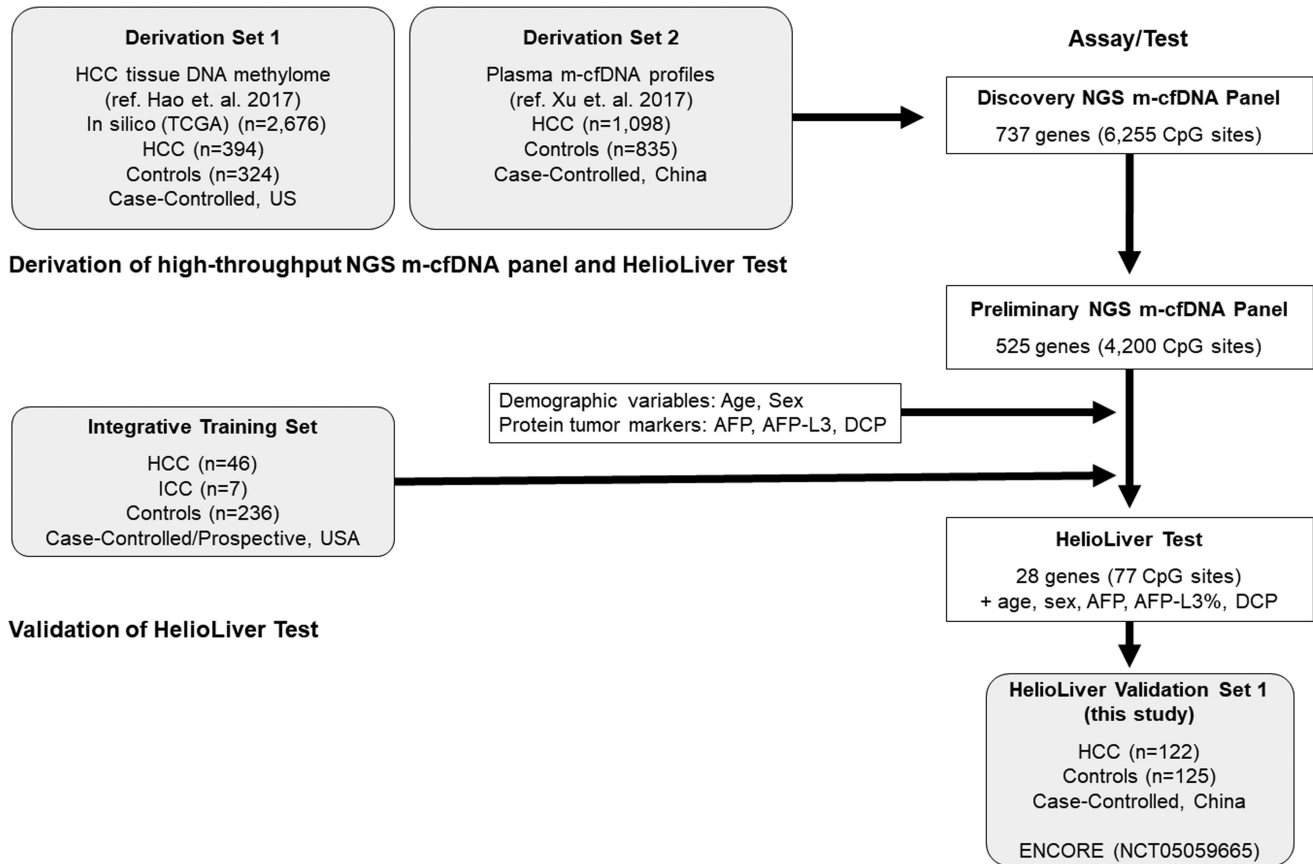 Derivation Set 1
HCC tissue DNA methylome
(ref. Hao et. al. 2017)
In silico (TCGA) (n=2,676)
HCC (n=394)
Controls (n=324)
Case-Controlled, US
Derivation Set 2
Plasma m-cfDNA profiles
(ref. Xu et. al. 2017)
HCC (n=1,098)
Controls (n=835)
Case-Controlled, China
Assay/Test
Discovery NGS m-cfDNA Panel
737 genes (6,255 CpG sites)
Derivation of high-throughput NGS m-cfDNA panel and HelioLiver Test
Preliminary NGS m-cfDNA Panel
525 genes (4,200 CpG sites)
Demographic variables: Age, Sex
Protein tumor markers: AFP, AFP-L3, DCP
Integrative Training Set
HCC (n=46)
ICC (n=7)
Controls (n=236)
Case-Controlled/Prospective, USA
HelioLiver Test
28 genes (77 CpG sites)
+ age, sex, AFP, AFP-L3%, DCP
Validation of HelioLiver Test
HelioLiver Validation Set 1
(this study)
HCC (n=122)
Controls (n=125)
Case-Controlled, China
ENCORE (NCT05059665)